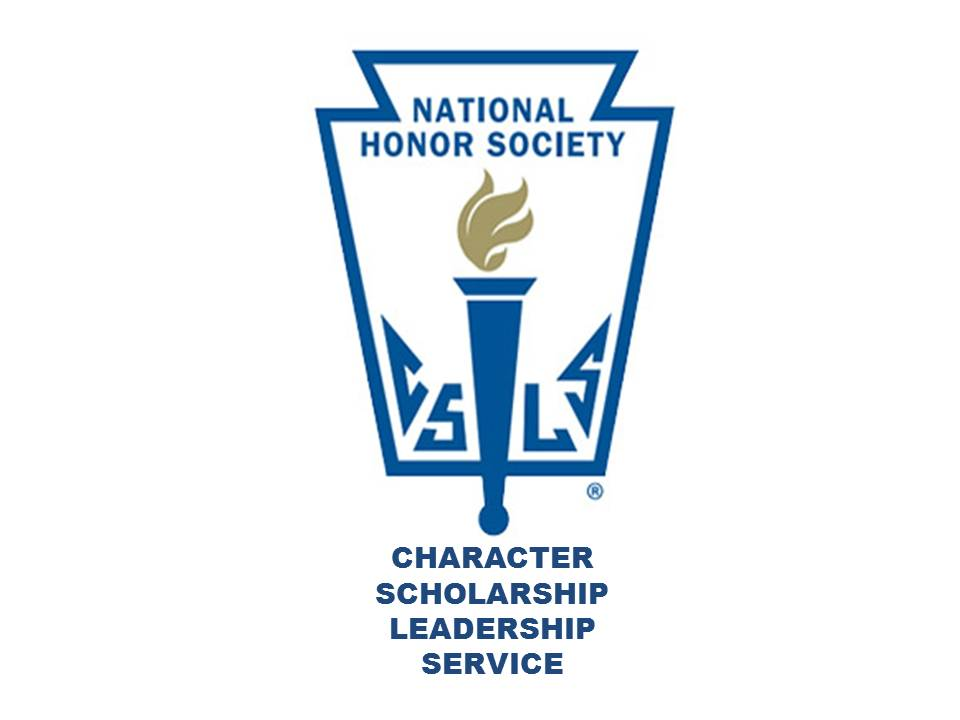 NATIONAL
HONOR SOCIETY
C S L S
®
CHARACTER
SCHOLARSHIP
LEADERSHIP
SERVICE